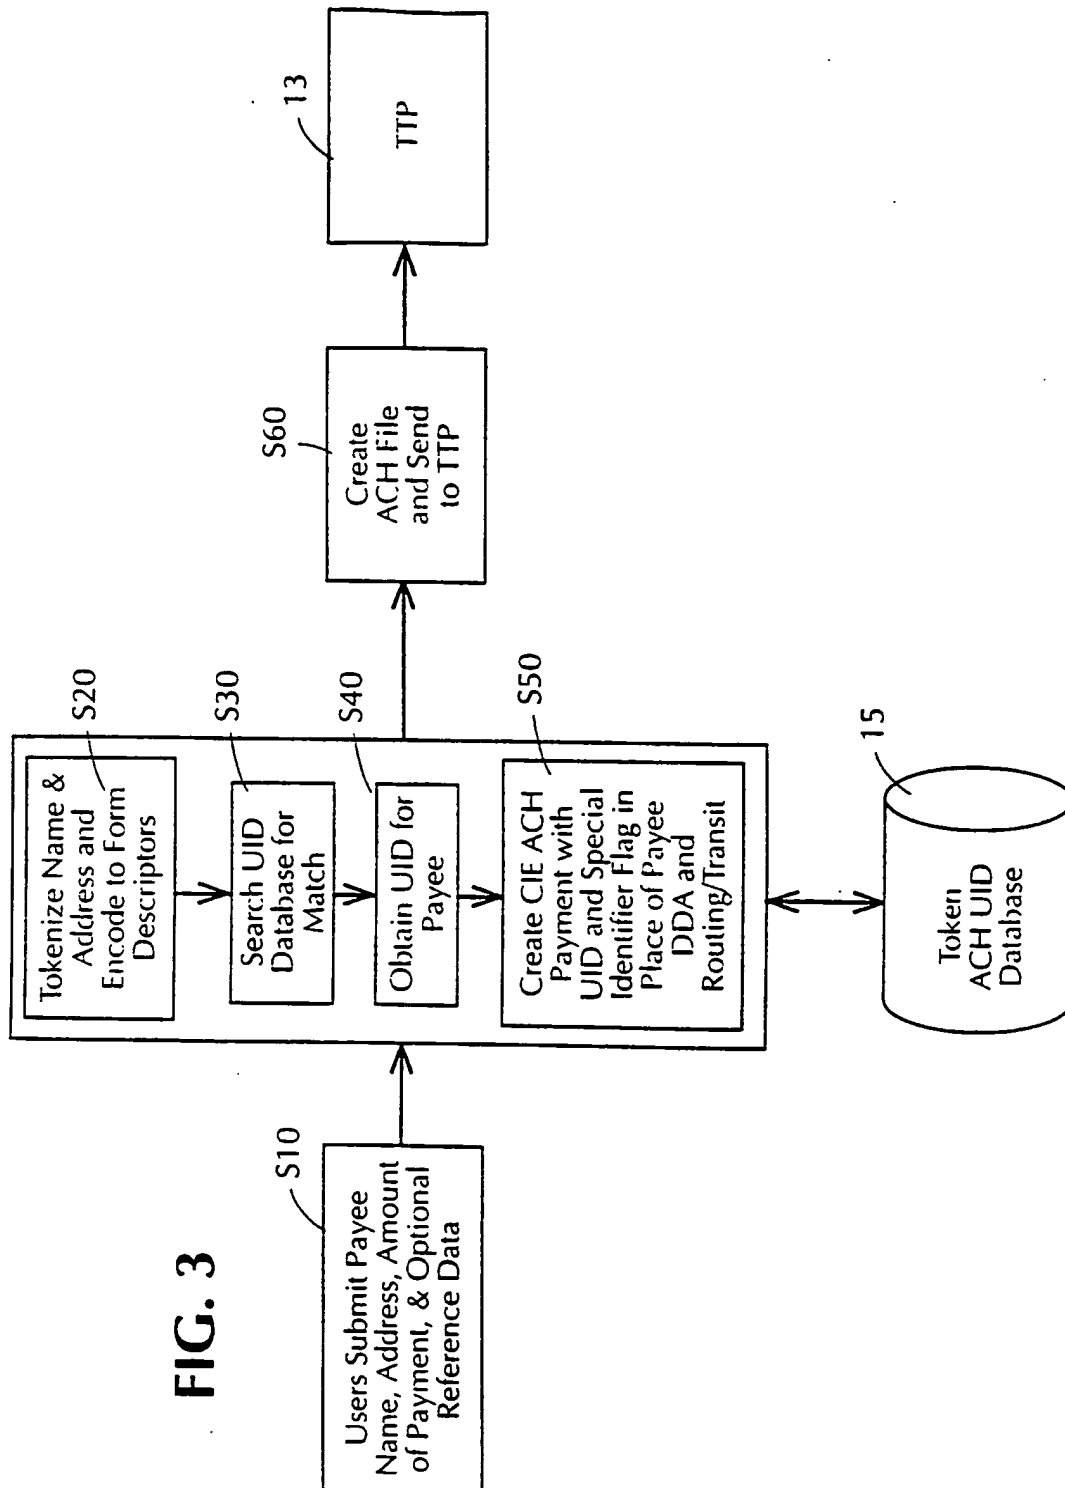 FIG. 3
S10
Users Submit Payee
Name, Address, Amount
of Payment, & Optional
Reference Data
S20
Tokenize Name &
Address and
Encode to Form
Descriptors
S30
Search UID
Database for
Match
S40
Obtain UID for
Payee
S50
Create CIE ACH
Payment with
UID and Special
Identifier Flag in
Place of Payee
DDA and
Routing/Transit
15
Token
ACH UID
Database
S60
Create
ACH File
and Send
to TTP
13
TTP